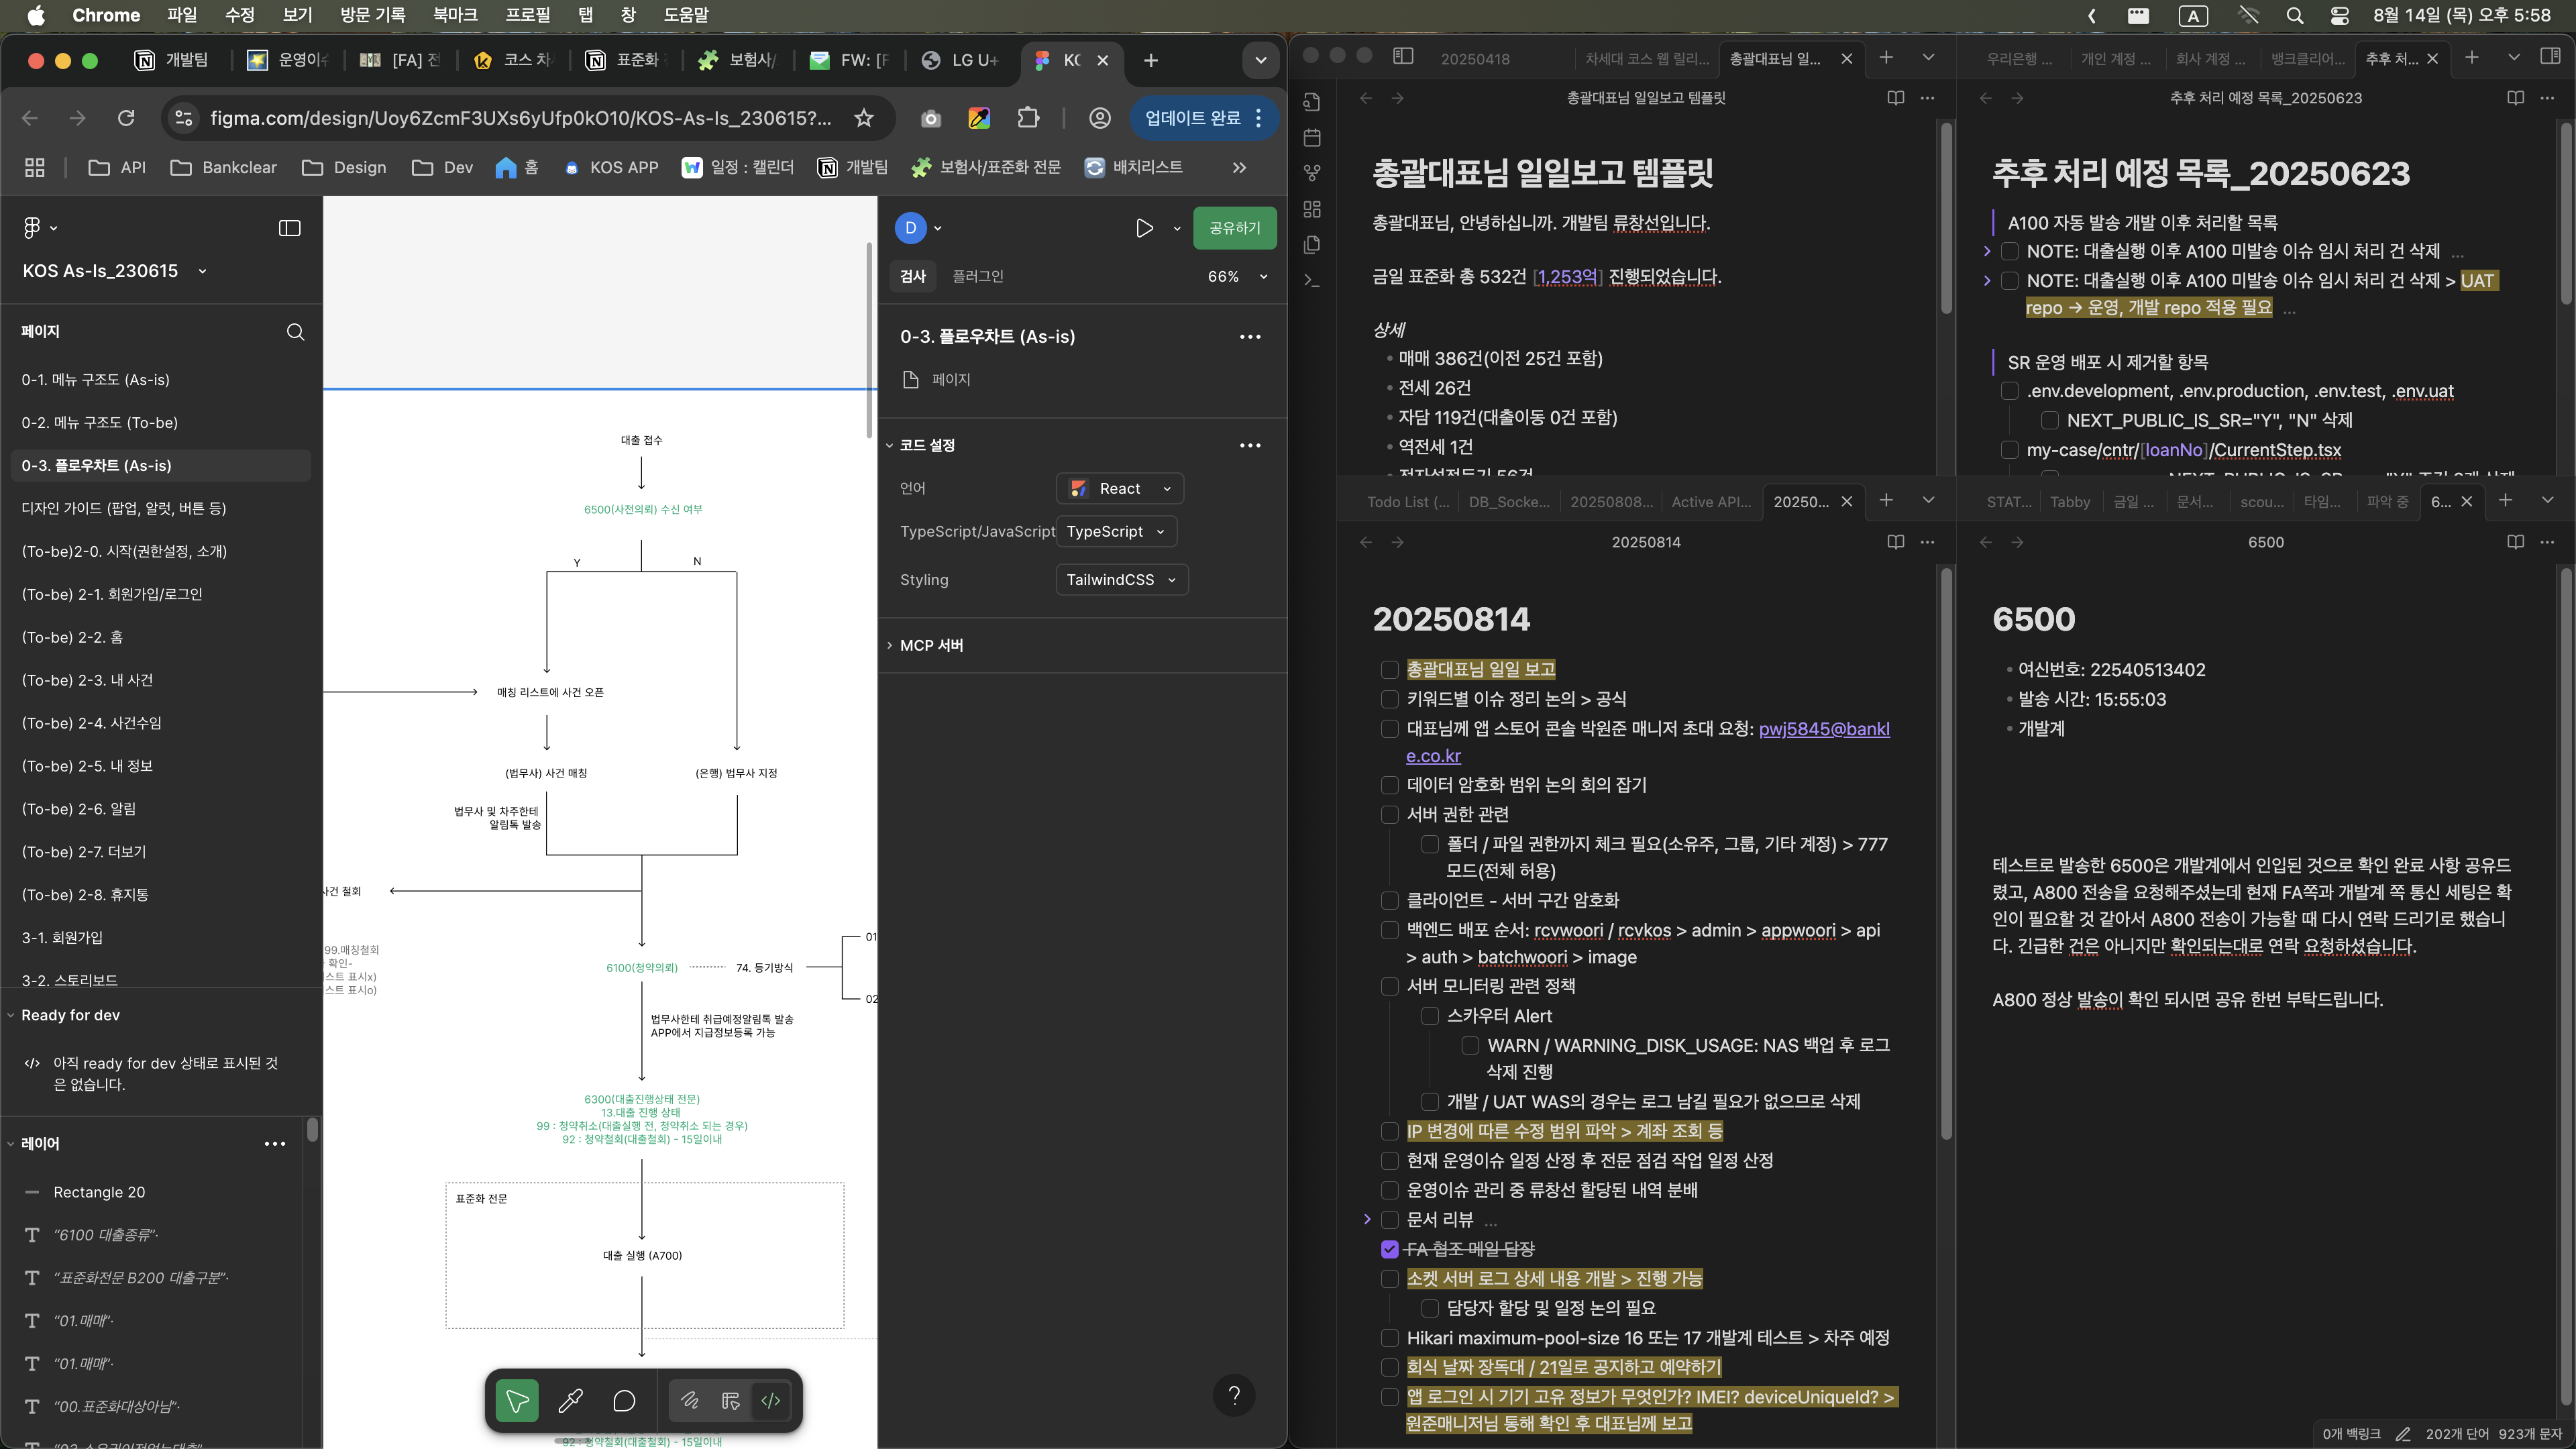 Chrome 파일 수정 보기 방문 기록 북마크 프로필 탭 창 도움말
A 8월 14일 (목) 오후 5:58
개발팀 운영이 [FA] 전 코스 차 표준화 보험사/ FW: [F LG U+ KC
figma.com/design/Uoy6ZcmF3UXs6yUfp0kO10/KOS-As-Is_230615?...
업데이트 완료
API Bankclear Design Dev 홈 KOS APP 일정 : 캘린더 개발팀 보험사/표준화 전문 배치리스트
KOS As-Is_230615
페이지
0-1. 메뉴 구조도 (As-is)
0-2. 메뉴 구조도 (To-be)
0-3. 플로우차트 (As-is)
디자인 가이드 (팝업, 알럿, 버튼 등)
(To-be)2-0. 시작(권한설정, 소개)
(To-be) 2-1. 회원가입/로그인
(To-be) 2-2. 홈
(To-be) 2-3. 내 사건
(To-be) 2-4. 사건수임
(To-be) 2-5. 내 정보
(To-be) 2-6. 알림
(To-be) 2-7. 더보기
(To-be) 2-8. 휴지통
3-1. 회원가입
3-2. 스토리보드
Ready for dev
아직 ready for dev 상태로 표시된 것
은 없습니다.
레이어
Rectangle 20
“6100 대출종류”·
“표준화전문 B200 대출구분”·
“01.매매”·
“01.매매”·
“00.표준화대상아님”·
대출 접수
6500(사전의뢰) 수신 여부
Y
N
매칭 리스트에 사건 오픈
(법무사) 사건 매칭
(은행) 법무사 지정
법무사 및 차주한테
알림톡 발송
사건 철회
99.매칭철회
확인-
스트 표시x)
스트 표시o)
6100(청약의뢰)
74. 등기방식
01
02
법무사한테 취급예정알림톡 발송
APP에서 지급정보등록 가능
6300(대출진행상태 전문)
13.대출 진행 상태
99 : 청약취소(대출실행 전, 청약취소 되는 경우)
92 : 청약철회(대출철회) - 15일이내
표준화 전문
대출 실행 (A700)
92 : 청약철회(대출철회) - 15일이내
D
공유하기
검사 플러그인 66%
0-3. 플로우차트 (As-is)
페이지
코드 설정
언어 React
TypeScript/JavaScript TypeScript
Styling TailwindCSS
MCP 서버
?
20250418 차세대 코스 웹 릴리... 총괄대표님 일...
총괄대표님 일일보고 템플릿
총괄대표님 일일보고 템플릿
총괄대표님, 안녕하십니까. 개발팀 류창선입니다.
금일 표준화 총 532건 [1,253억] 진행되었습니다.
상세
매매 386건(이전 25건 포함)
전세 26건
자담 119건(대출이동 0건 포함)
역전세 1건
우리은행 ... 개인 계정 ... 회사 계정 ... 뱅크클리어... 추후 처...
추후 처리 예정 목록_20250623
추후 처리 예정 목록_20250623
A100 자동 발송 개발 이후 처리할 목록
NOTE: 대출실행 이후 A100 미발송 이슈 임시 처리 건 삭제 ...
NOTE: 대출실행 이후 A100 미발송 이슈 임시 처리 건 삭제 > UAT
repo → 운영, 개발 repo 적용 필요 ...
SR 운영 배포 시 제거할 항목
.env.development, .env.production, .env.test, .env.uat
NEXT_PUBLIC_IS_SR="Y", "N" 삭제
my-case/cntr/[loanNo]/CurrentStep.tsx
Todo List (... DB_Socke... 20250808... Active API... 20250...
20250814
20250814
총괄대표님 일일 보고
키워드별 이슈 정리 논의 > 공식
대표님께 앱 스토어 콘솔 박원준 매니저 초대 요청: pwj5845@bankl
e.co.kr
데이터 암호화 범위 논의 회의 잡기
서버 권한 관련
폴더 / 파일 권한까지 체크 필요(소유주, 그룹, 기타 계정) > 777
모드(전체 허용)
클라이언트 - 서버 구간 암호화
백엔드 배포 순서: rcvwoori / rcvkos > admin > appwoori > api
> auth > batchwoori > image
서버 모니터링 관련 정책
스카우터 Alert
WARN / WARNING_DISK_USAGE: NAS 백업 후 로그
삭제 진행
개발 / UAT WAS의 경우는 로그 남길 필요가 없으므로 삭제
IP 변경에 따른 수정 범위 파악 > 계좌 조회 등
현재 운영이슈 일정 산정 후 전문 점검 작업 일정 산정
운영이슈 관리 중 류창선 할당된 내역 분배
문서 리뷰 ...
FA 협조 메일 답장
소켓 서버 로그 상세 내용 개발 > 진행 가능
담당자 할당 및 일정 논의 필요
Hikari maximum-pool-size 16 또는 17 개발계 테스트 > 차주 예정
회식 날짜 장독대 / 21일로 공지하고 예약하기
앱 로그인 시 기기 고유 정보가 무엇인가? IMEI? deviceUniqueId? >
원준매니저님 통해 확인 후 대표님께 보고
STAT... Tabby 금일 ... 문서... scou... 타임... 파악 중 6...
6500
6500
여신번호: 22540513402
발송 시간: 15:55:03
개발계
테스트로 발송한 6500은 개발계에서 인입된 것으로 확인 완료 사항 공유드
렸고, A800 전송을 요청해주셨는데 현재 FA쪽과 개발계 쪽 통신 세팅은 확
인이 필요할 것 같아서 A800 전송이 가능할 때 다시 연락 드리기로 했습니
다. 긴급한 건은 아니지만 확인되는대로 연락 요청하셨습니다.
A800 정상 발송이 확인 되시면 공유 한번 부탁드립니다.
0개 백링크 202개 단어 923개 문자